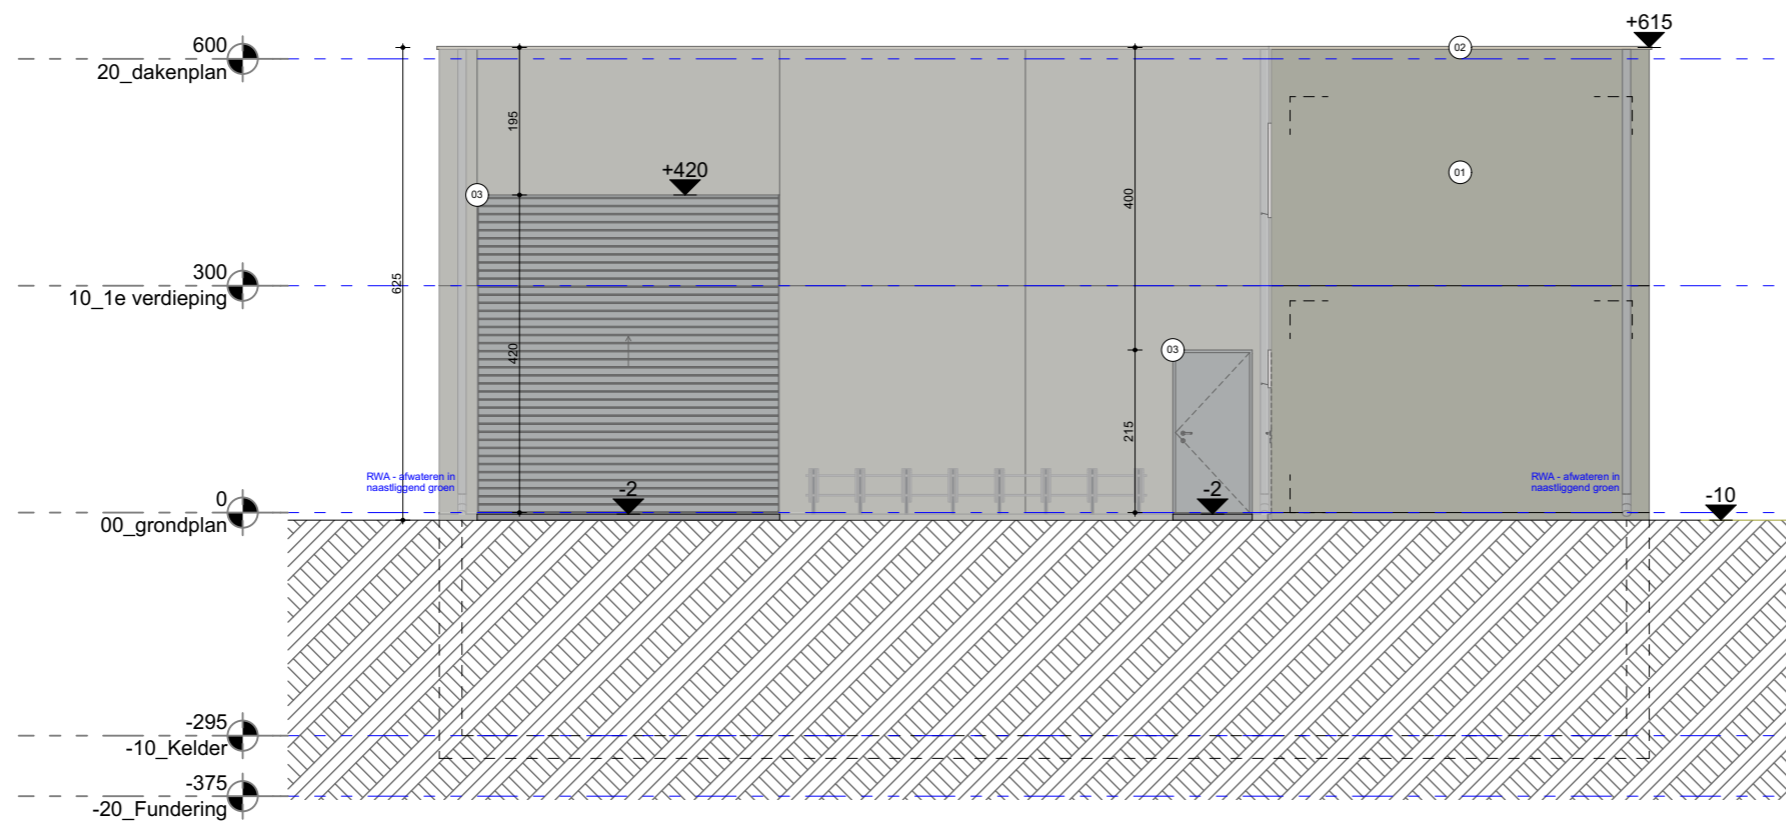 +615
600
20_dakenplan
02
195
+420
03
01
400
300
10_1e verdieping
625
420
03
215
RWA - afwateren in
naastliggend groen
RWA - afwateren in
naastliggend groen
-2
-2
-10
0
00_grondplan
-295
-10_Kelder
-375
-20_Fundering